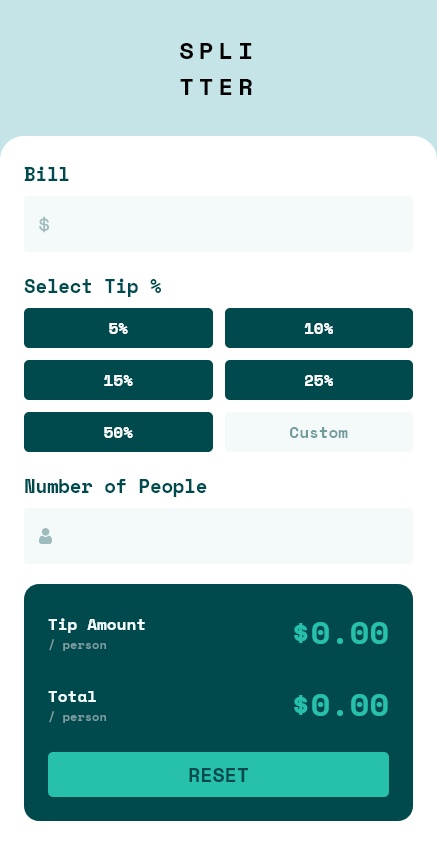 SPLI
TTER
Bill
$
Select Tip %
5%
10%
15%
25%
50%
Custom
Number of People
Tip Amount
/ person
$0.00
Total
/ person
$0.00
RESET